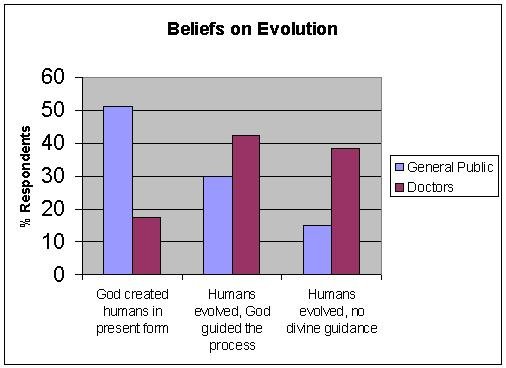 Beliefs on Evolution
60
50
40
30
20
10
0
% Respondents
God created
humans in
present form
Humans
evolved, God
guided the
process
Humans
evolved, no
divine guidance
General Public
Doctors